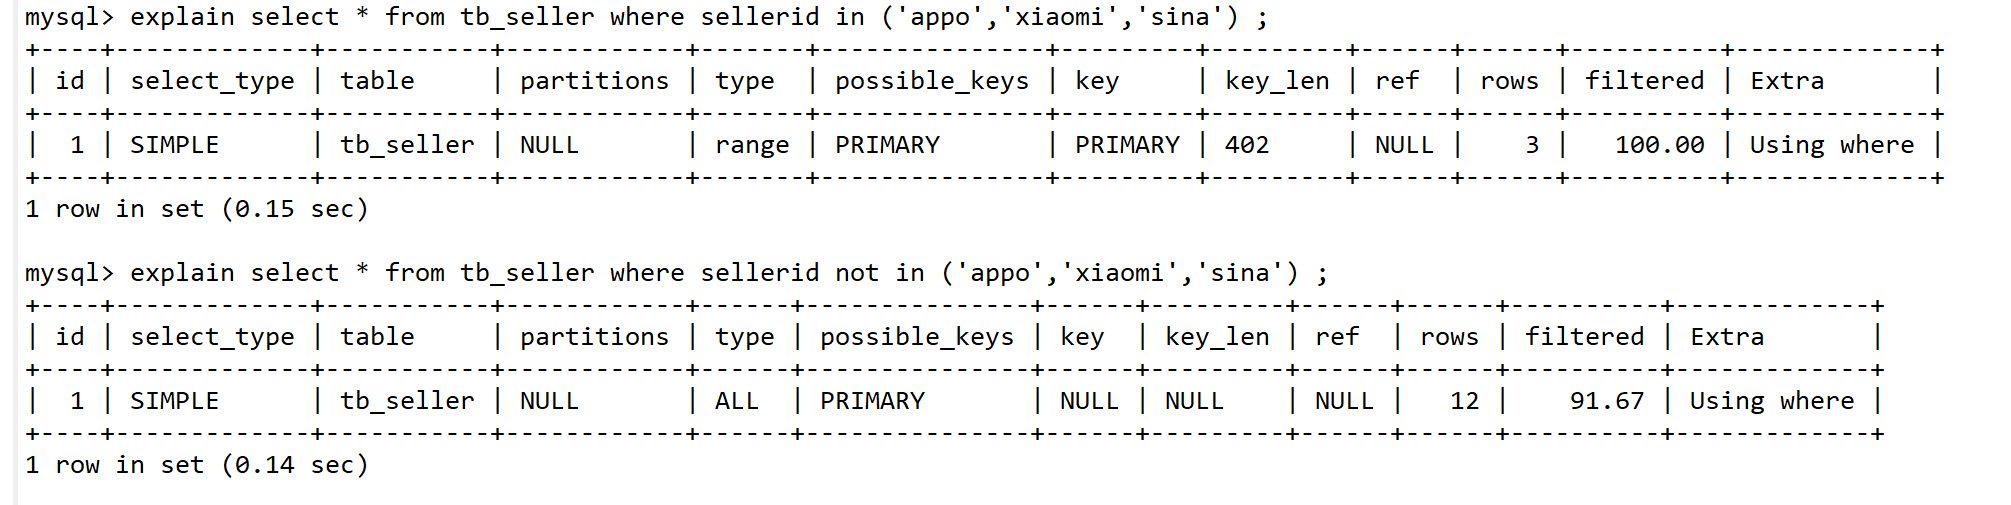 mysql> explain select * from tb_seller where sellerid in ('appo','xiaomi','sina') ;
+----+-------------+-----------+------------+-------+---------------+---------+---------+------+------+----------+-------------+
| id | select_type | table     | partitions | type  | possible_keys | key     | key_len | ref  | rows | filtered | Extra       |
+----+-------------+-----------+------------+-------+---------------+---------+---------+------+------+----------+-------------+
|  1 | SIMPLE      | tb_seller | NULL       | range | PRIMARY       | PRIMARY | 402     | NULL |    3 |   100.00 | Using where |
+----+-------------+-----------+------------+-------+---------------+---------+---------+------+------+----------+-------------+
1 row in set (0.15 sec)

mysql> explain select * from tb_seller where sellerid not in ('appo','xiaomi','sina') ;
+----+-------------+-----------+------------+------+---------------+------+---------+------+------+----------+-------------+
| id | select_type | table     | partitions | type | possible_keys | key  | key_len | ref  | rows | filtered | Extra       |
+----+-------------+-----------+------------+------+---------------+------+---------+------+------+----------+-------------+
|  1 | SIMPLE      | tb_seller | NULL       | ALL  | PRIMARY       | NULL | NULL    | NULL |   12 |    91.67 | Using where |
+----+-------------+-----------+------------+------+---------------+------+---------+------+------+----------+-------------+
1 row in set (0.14 sec)